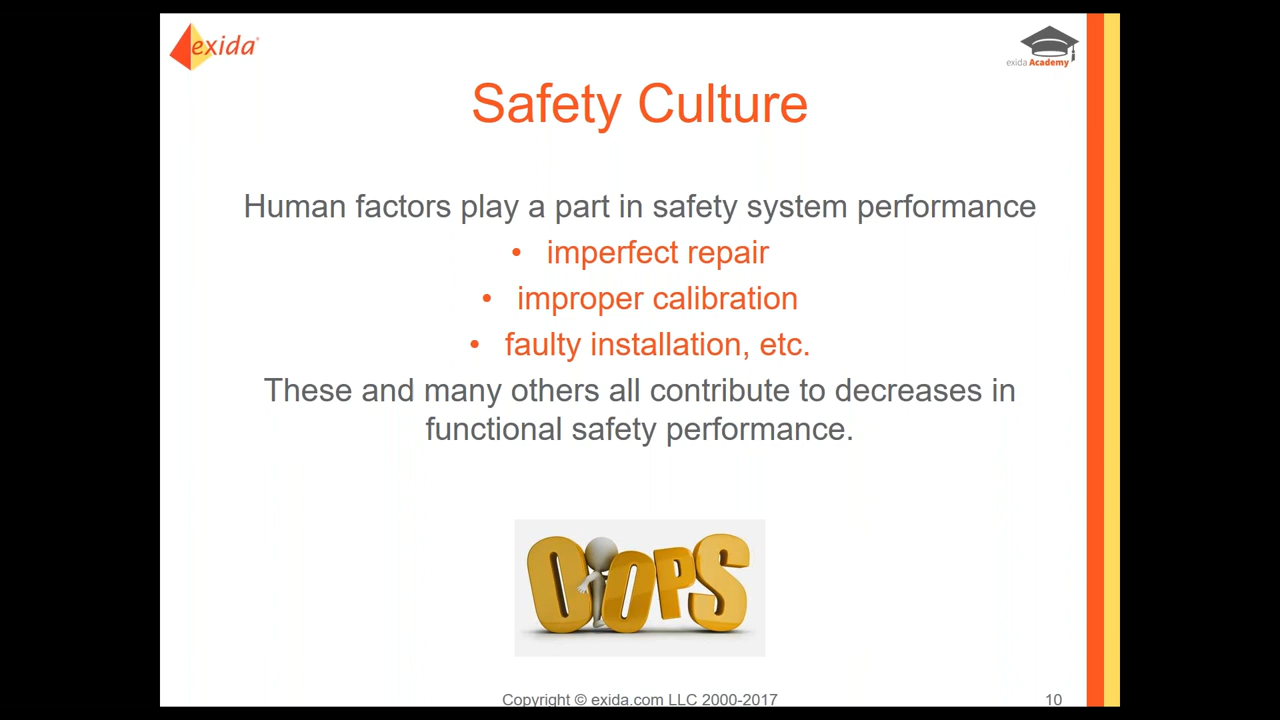 exida
exida Academy
Safety Culture
Human factors play a part in safety system performance
• imperfect repair
• improper calibration
• faulty installation, etc.
These and many others all contribute to decreases in
functional safety performance.
OOPS
Copyright © exida.com LLC 2000-2017
10